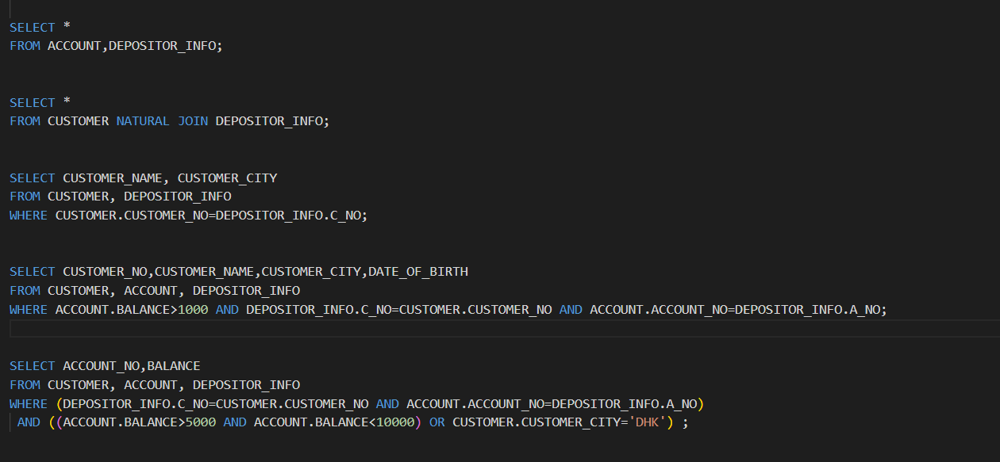 SELECT *
FROM ACCOUNT,DEPOSITOR_INFO;
SELECT *
FROM CUSTOMER NATURAL JOIN DEPOSITOR_INFO;
SELECT CUSTOMER_NAME, CUSTOMER_CITY
FROM CUSTOMER, DEPOSITOR_INFO
WHERE CUSTOMER.CUSTOMER_NO=DEPOSITOR_INFO.C_NO;
SELECT CUSTOMER_NO,CUSTOMER_NAME,CUSTOMER_CITY,DATE_OF_BIRTH
FROM CUSTOMER, ACCOUNT, DEPOSITOR_INFO
WHERE ACCOUNT.BALANCE>1000 AND DEPOSITOR_INFO.C_NO=CUSTOMER.CUSTOMER_NO AND ACCOUNT.ACCOUNT_NO=DEPOSITOR_INFO.A_NO;
SELECT ACCOUNT_NO,BALANCE
FROM CUSTOMER, ACCOUNT, DEPOSITOR_INFO
WHERE (DEPOSITOR_INFO.C_NO=CUSTOMER.CUSTOMER_NO AND ACCOUNT.ACCOUNT_NO=DEPOSITOR_INFO.A_NO)
AND ((ACCOUNT.BALANCE>5000 AND ACCOUNT.BALANCE<10000) OR CUSTOMER.CUSTOMER_CITY='DHK') ;